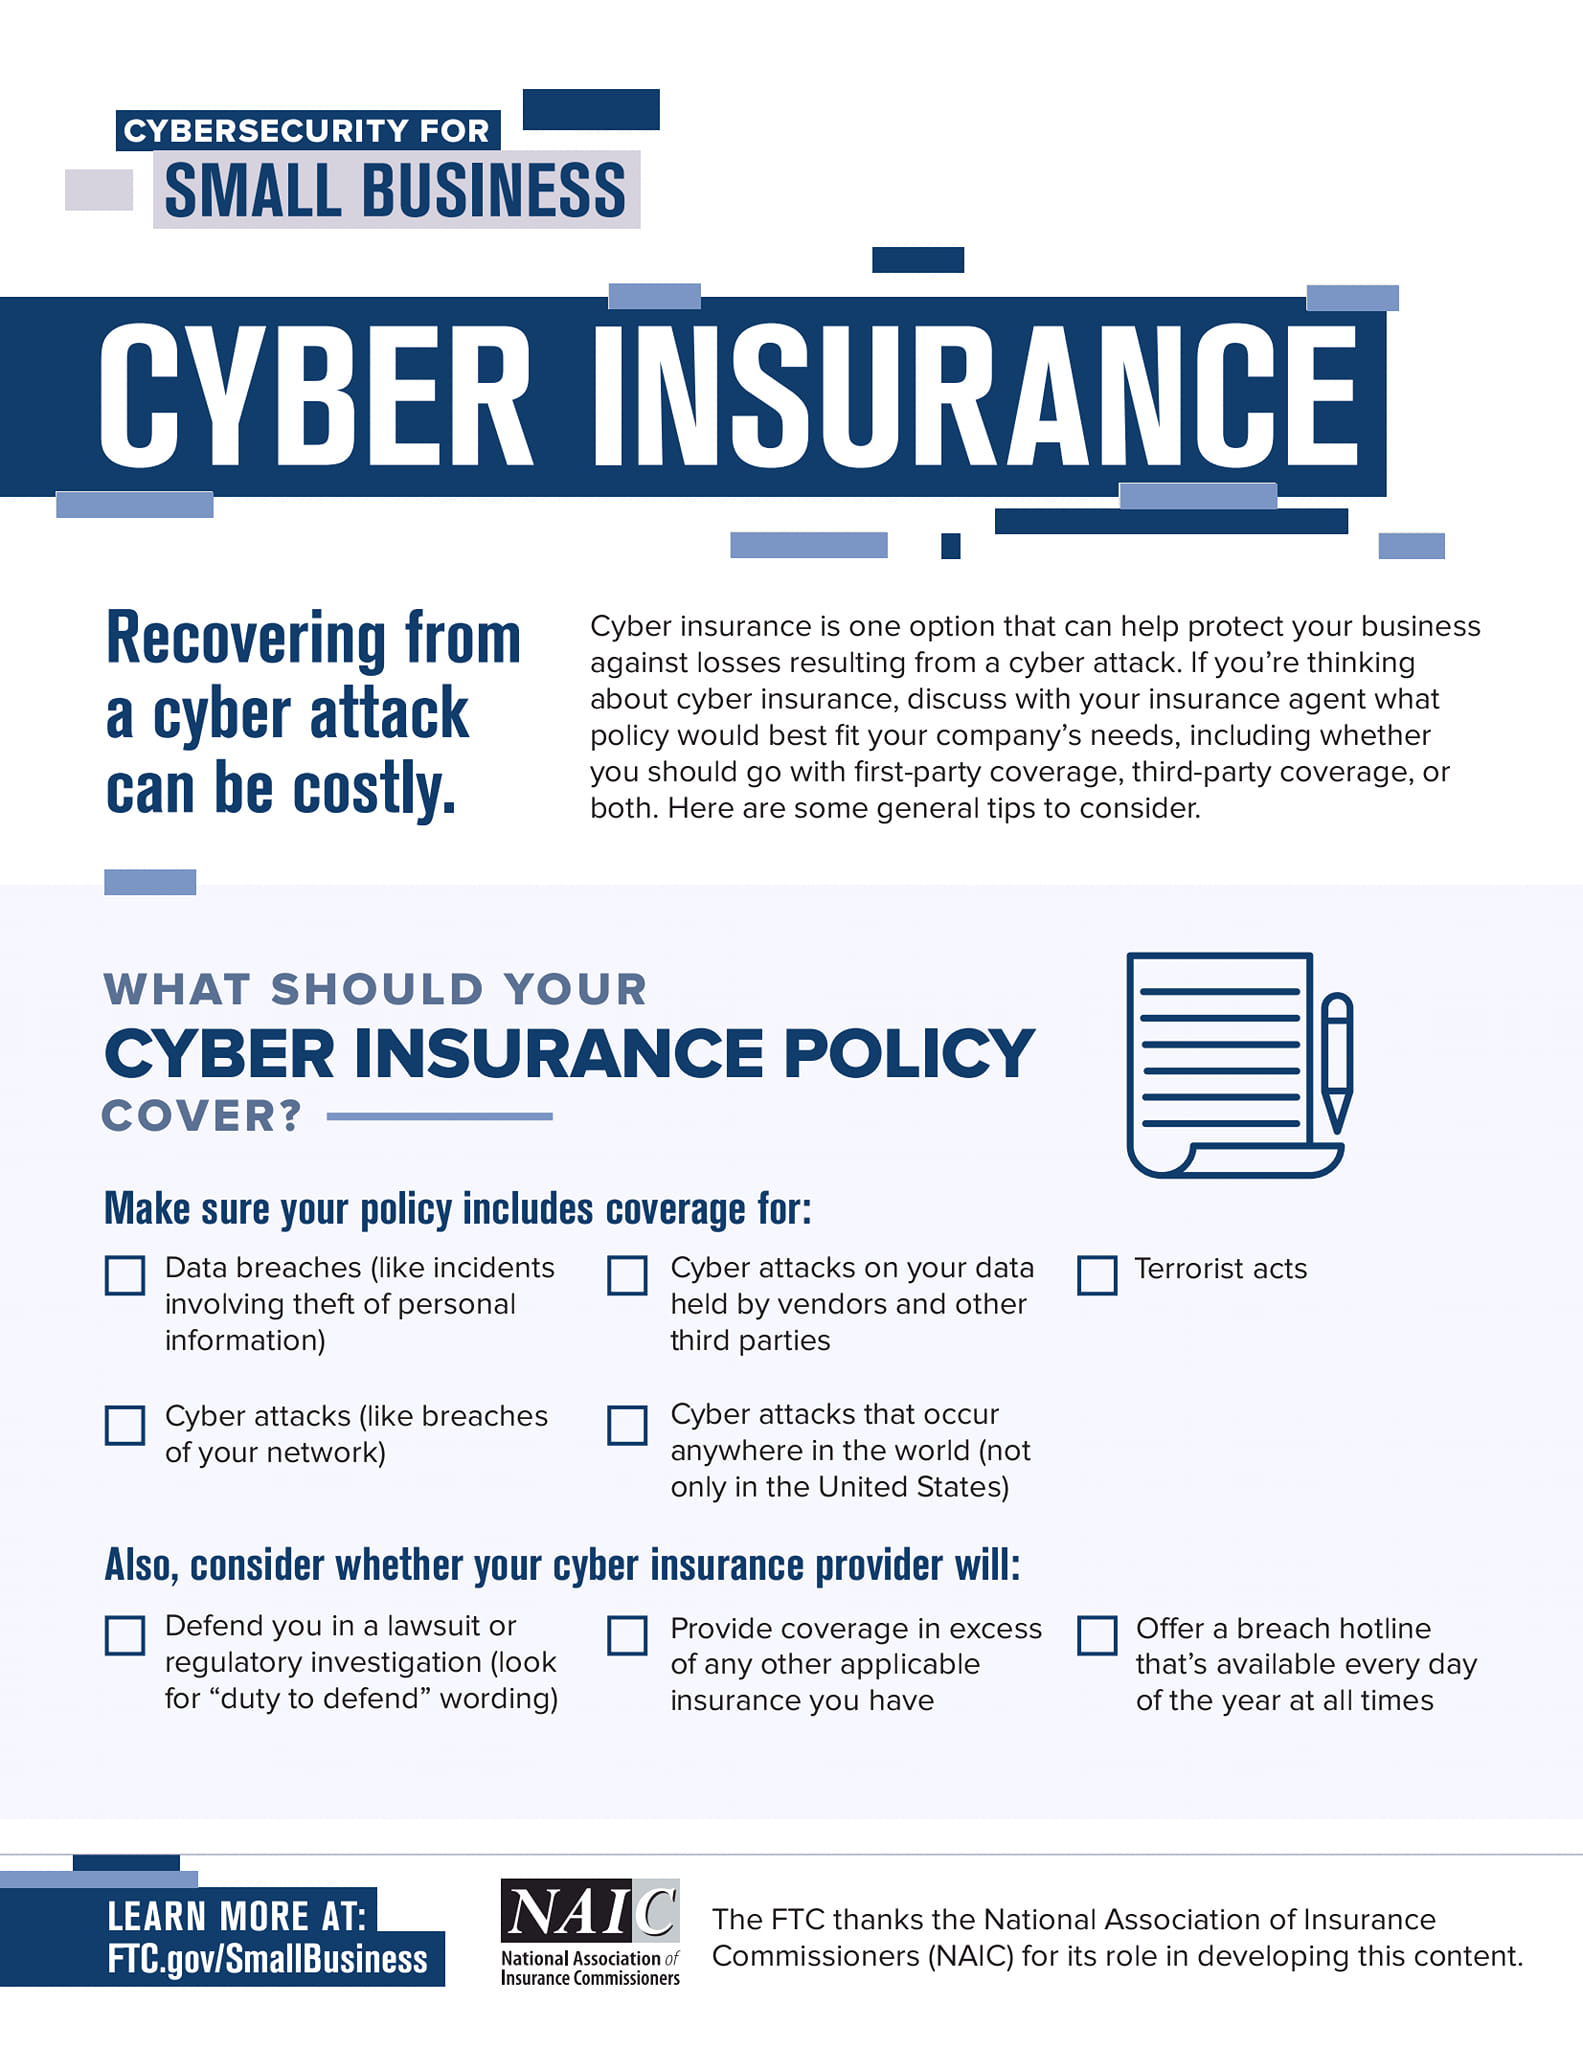 CYBERSECURITY FOR
SMALL BUSINESS
CYBER INSURANCE
Recovering from
a cyber attack
can be costly.
Cyber insurance is one option that can help protect your business
against losses resulting from a cyber attack. If you’re thinking
about cyber insurance, discuss with your insurance agent what
policy would best fit your company’s needs, including whether
you should go with first-party coverage, third-party coverage, or
both. Here are some general tips to consider.
WHAT SHOULD YOUR
CYBER INSURANCE POLICY
COVER?
Make sure your policy includes coverage for:
Data breaches (like incidents
involving theft of personal
information)
Cyber attacks (like breaches
of your network)
Cyber attacks on your data
held by vendors and other
third parties
Cyber attacks that occur
anywhere in the world (not
only in the United States)
Terrorist acts
Also, consider whether your cyber insurance provider will:
Defend you in a lawsuit or
regulatory investigation (look
for “duty to defend” wording)
Provide coverage in excess
of any other applicable
insurance you have
Offer a breach hotline
that’s available every day
of the year at all times
LEARN MORE AT:
FTC.gov/SmallBusiness
NAIC
National Association of
Insurance Commissioners
The FTC thanks the National Association of Insurance
Commissioners (NAIC) for its role in developing this content.